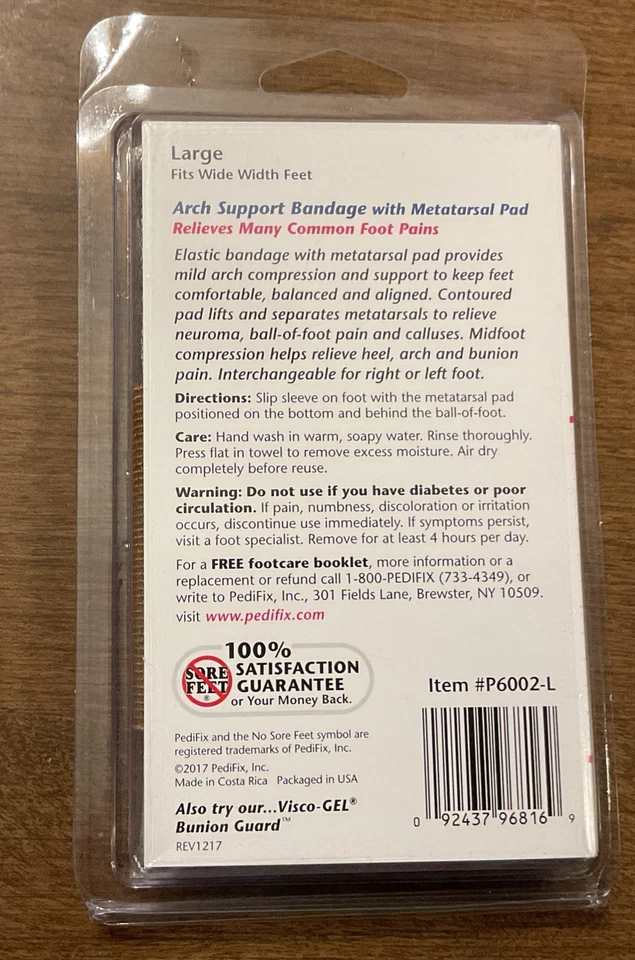 Large
Fits Wide Width Feet
Arch Support Bandage with Metatarsal Pad
Relieves Many Common Foot Pains
Elastic bandage with metatarsal pad provides
mild arch compression and support to keep feet
comfortable, balanced and aligned. Contoured
pad lifts and separates metatarsals to relieve
neuroma, ball-of-foot pain and calluses. Midfoot
compression helps relieve heel, arch and bunion
pain. Interchangeable for right or left foot.
Directions: Slip sleeve on foot with the metatarsal pad
positioned on the bottom and behind the ball-of-foot.
Care: Hand wash in warm, soapy water. Rinse thoroughly.
Press flat in towel to remove excess moisture. Air dry
completely before reuse.
Warning: Do not use if you have diabetes or poor
circulation. If pain, numbness, discoloration or irritation
occurs, discontinue use immediately. If symptoms persist,
visit a foot specialist. Remove for at least 4 hours per day.
For a FREE footcare booklet, more information or a
replacement or refund call 1-800-PEDIFIX (733-4349), or
write to PediFix, Inc., 301 Fields Lane, Brewster, NY 10509.
visit www.pedifix.com
SORE
FEET
®
100%
SATISFACTION
GUARANTEE
or Your Money Back.
Item #P6002-L
PediFix and the No Sore Feet symbol are
registered trademarks of PediFix, Inc.
©2017 PediFix, Inc.
Made in Costa Rica Packaged in USA
Also try our...Visco-GEL®
Bunion Guard™
REV1217
0 92437 96816 9